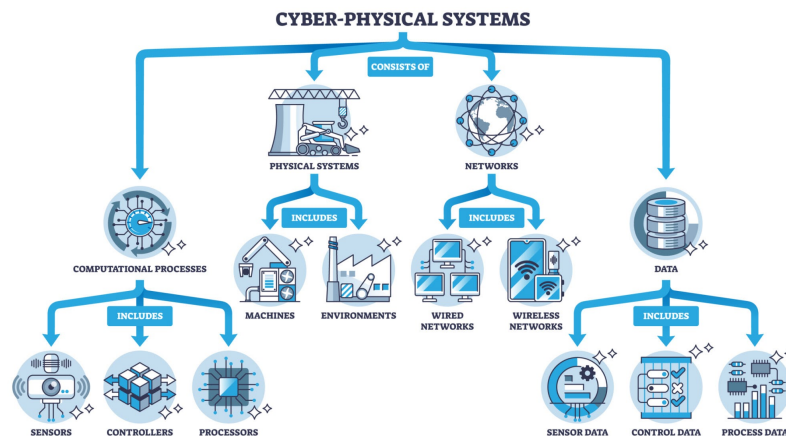 CYBER-PHYSICAL SYSTEMS
CONSISTS OF
PHYSICAL SYSTEMS
NETWORKS
INCLUDES
INCLUDES
COMPUTATIONAL PROCESSES
MACHINES
ENVIRONMENTS
WIRED
NETWORKS
WIRELESS
NETWORKS
DATA
INCLUDES
INCLUDES
SENSORS
CONTROLLERS
PROCESSORS
SENSOR DATA
CONTROL DATA
PROCESS DATA